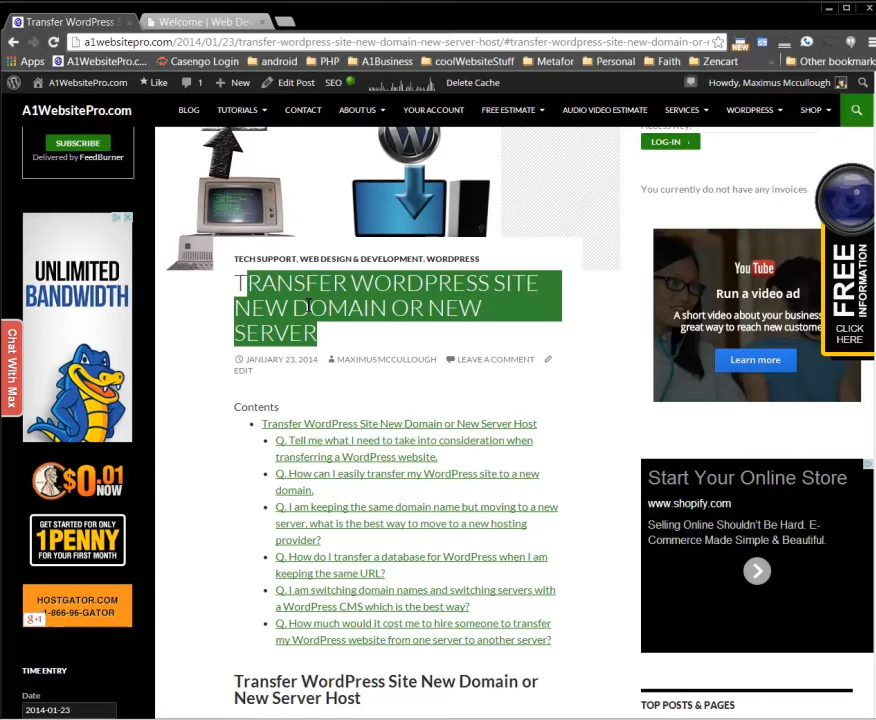 Transfer WordPress S
Welcome | Web Dev
a1websitepro.com/2014/01/23/transfer-wordpress-site-new-domain-new-server-host/#transfer-wordpress-site-new-domain-or-
NEW
Apps
A1WebsitePro.c...
Casengo Login
android
PHP
A1Business
coolWebsiteStuff
Metafor
Personal
Faith
Zencart
Other bookmark
A1WebsitePro.com
Like
1
New
Edit Post
SEO
Delete Cache
Howdy, Maximus Mccullough
A1WebsitePro.com
BLOG
TUTORIALS
CONTACT
ABOUT US
YOUR ACCOUNT
FREE ESTIMATE
AUDIO VIDEO ESTIMATE
SERVICES
WORDPRESS
SHOP
SUBSCRIBE
Delivered by FeedBurner
UNLIMITED
BANDWIDTH
Chat With Max
$0.01
NOW
GET STARTED FOR ONLY
1PENNY
FOR YOUR FIRST MONTH
HOSTGATOR.COM
1-866-96-GATOR
g+1
TIME ENTRY
Date
2014-01-23
TECH SUPPORT, WEB DESIGN & DEVELOPMENT, WORDPRESS
TRANSFER WORDPRESS SITE
NEW DOMAIN OR NEW
SERVER
JANUARY 23, 2014
MAXIMUS MCCULLOUGH
LEAVE A COMMENT
EDIT
Contents
Transfer WordPress Site New Domain or New Server Host
Q. Tell me what I need to take into consideration when
transferring a WordPress website.
Q. How can I easily transfer my WordPress site to a new
domain.
Q. I am keeping the same domain name but moving to a new
server, what is the best way to move to a new hosting
provider?
Q. How do I transfer a database for WordPress when I am
keeping the same URL?
Q. I am switching domain names and switching servers with
a WordPress CMS which is the best way?
Q. How much would it cost me to hire someone to transfer
my WordPress website from one server to another server?
Transfer WordPress Site New Domain or
New Server Host
Access Key:
LOG-IN ›
You currently do not have any invoices
YouTube
Run a video ad
A short video about your business
great way to reach new custome
Learn more
FREE
INFORMATION
CLICK
HERE
Start Your Online Store
www.shopify.com
Selling Online Shouldn't Be Hard. E-
Commerce Made Simple & Beautiful.
TOP POSTS & PAGES